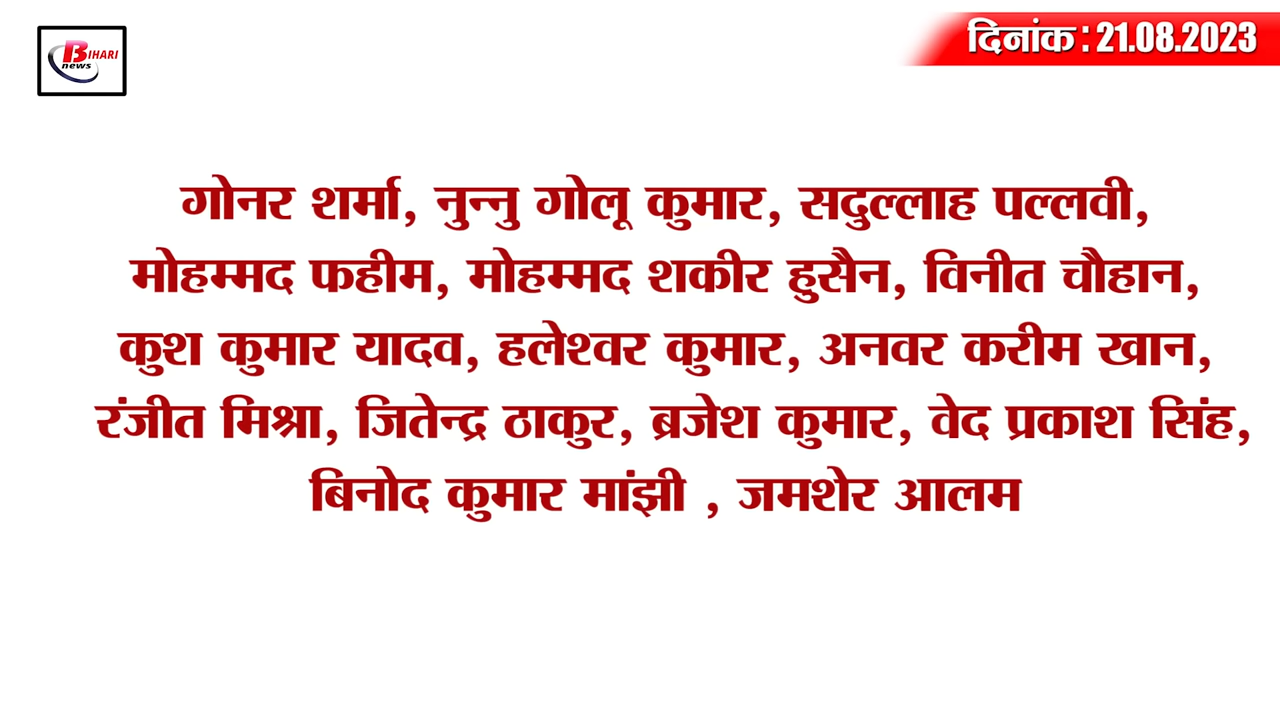 BIHARI
news
दिनांक : 21.08.2023
गोनर शर्मा, नुन्नु गोलू कुमार, सदुल्लाह पल्लवी,
मोहम्मद फहीम, मोहम्मद शकीर हुसैन, विनीत चौहान,
कुश कुमार यादव, हलेश्वर कुमार, अनवर करीम खान,
रंजीत मिश्रा, जितेन्द्र ठाकुर, ब्रजेश कुमार, वेद प्रकाश सिंह,
बिनोद कुमार मांझी , जमशेर आलम